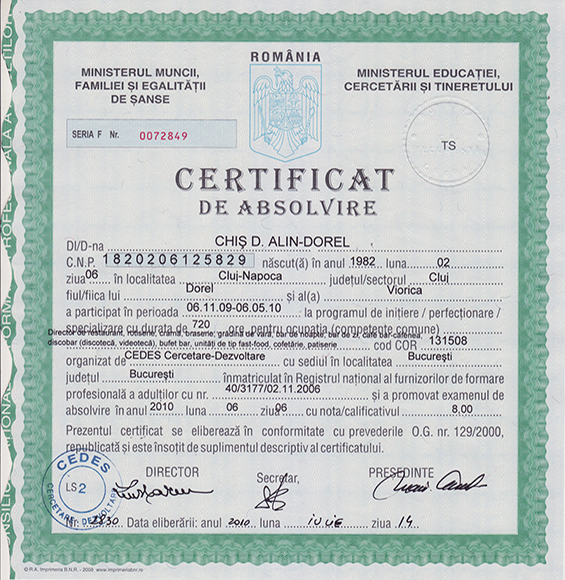 ROMÂNIA
MINISTERUL MUNCII,
FAMILIEI ȘI EGALITĂȚII
DE ȘANSE
MINISTERUL EDUCAȚIEI,
CERCETĂRII ȘI TINERETULUI
SERIA F Nr. 0072849
TS
CERTIFICAT
DE ABSOLVIRE
Dl/D-na CHIȘ D. ALIN-DOREL
C.N.P. 1820206125829 născut(ă) în anul 1982 luna 02
ziua 06 în localitatea Cluj-Napoca județul/sectorul Cluj
fiul/fiica lui Dorel și al(a) Viorica
a participat în perioada 06.11.09-06.05.10 la programul de inițiere / perfecționare /
specializare cu durata de 720 ore pentru ocupația (competențe comune)
Director de restaurant, rotiserie, cramă, braserie, grădină de vară, bar de noapte, bar de zi, cafe bar-cafenea,
discobar (discotecă, videotecă), bufet bar, unități de tip fast-food, cofetărie, patiserie cod COR 131508
organizat de CEDES Cercetare-Dezvoltare cu sediul în localitatea București
județul București înmatriculat în Registrul național al furnizorilor de formare
profesională a adulților cu nr. 40/3177/02.11.2006 și a promovat examenul de
absolvire în anul 2010 luna 06 ziua 06 cu nota/calificativul 8,00
Prezentul certificat se eliberează în conformitate cu prevederile O.G. nr. 129/2000,
republicată și este însoțit de suplimentul descriptiv al certificatului.
DIRECTOR
Secretar,
PREȘEDINTE
CEDES
LS 2
CERCETARE-DEZVOLTARE
Nr. 2830 Data eliberării: anul 2010 luna iulie ziua 14
© R.A. Imprimeria B.N.R. - 2008 www.imprimeriabnr.ro